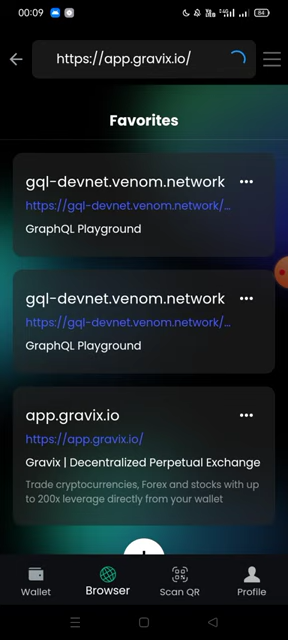 00:09
84
https://app.gravix.io/
Favorites
gql-devnet.venom.network
https://gql-devnet.venom.network/...
GraphQL Playground
gql-devnet.venom.network
https://gql-devnet.venom.network/...
GraphQL Playground
app.gravix.io
https://app.gravix.io/
Gravix | Decentralized Perpetual Exchange
Trade cryptocurrencies, Forex and stocks with up
to 200x leverage directly from your wallet
Wallet
Browser
Scan QR
Profile